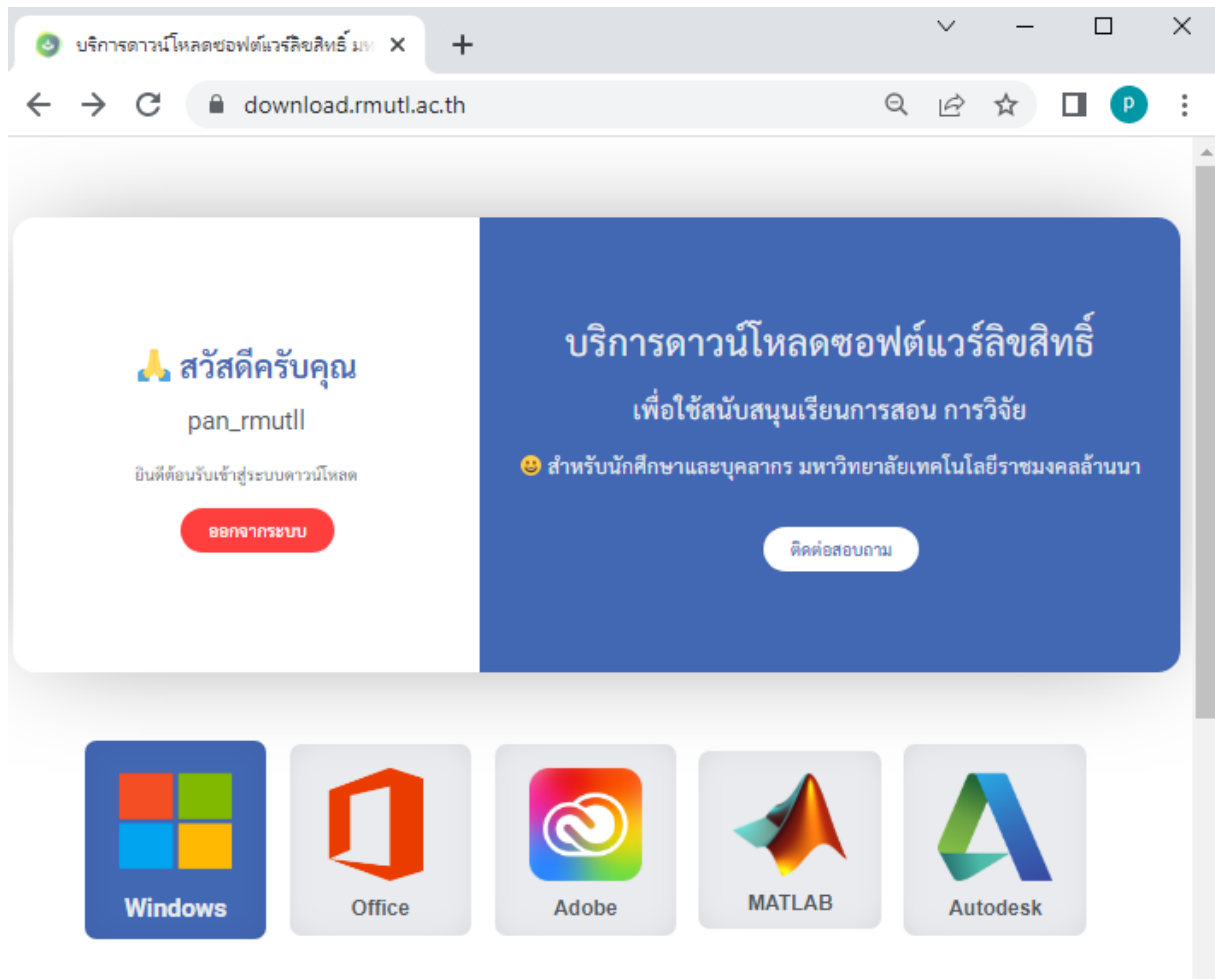 บริการดาวน์โหลดซอฟต์แวร์ลิขสิทธิ์ มห
download.rmutl.ac.th
p
🙏 สวัสดีครับคุณ
pan_rmutll
ยินดีต้อนรับเข้าสู่ระบบดาวน์โหลด
ออกจากระบบ
บริการดาวน์โหลดซอฟต์แวร์ลิขสิทธิ์
เพื่อใช้สนับสนุนเรียนการสอน การวิจัย
😀 สำหรับนักศึกษาและบุคลากร มหาวิทยาลัยเทคโนโลยีราชมงคลล้านนา
ติดต่อสอบถาม
Windows
Office
Adobe
MATLAB
Autodesk